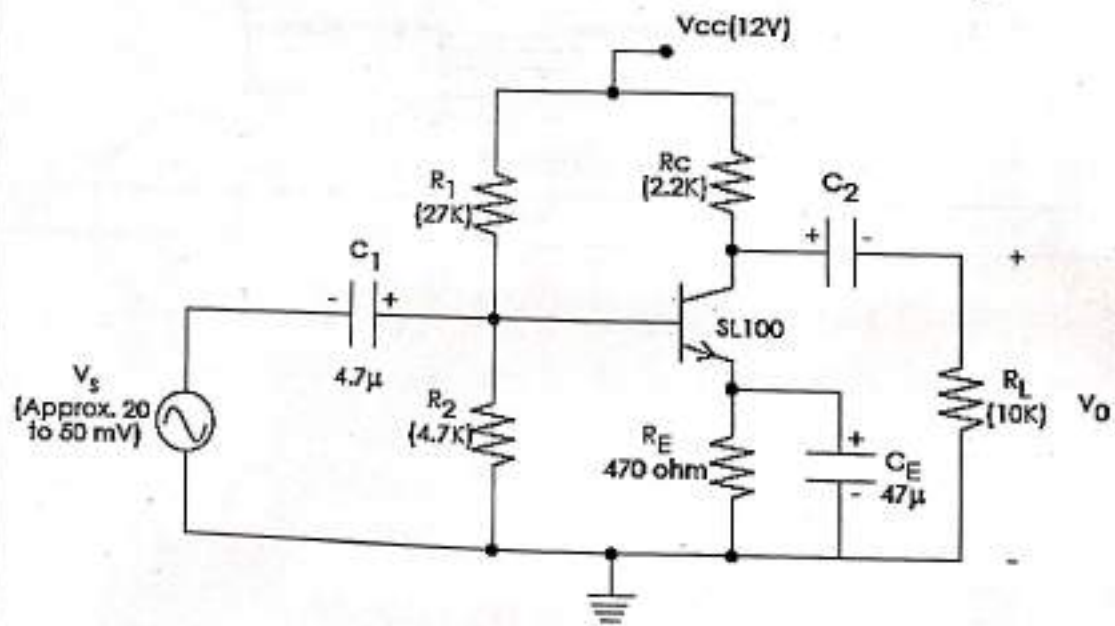 Vcc(12V)
R1
(27K)
Rc
(2.2K)
C2
+ -
+
C1
- +
4.7μ
SL100
Vs
(Approx. 20
to 50 mV)
R2
(4.7K)
RE
470 ohm
+
CE
47μ
-
RL
(10K)
VO
-